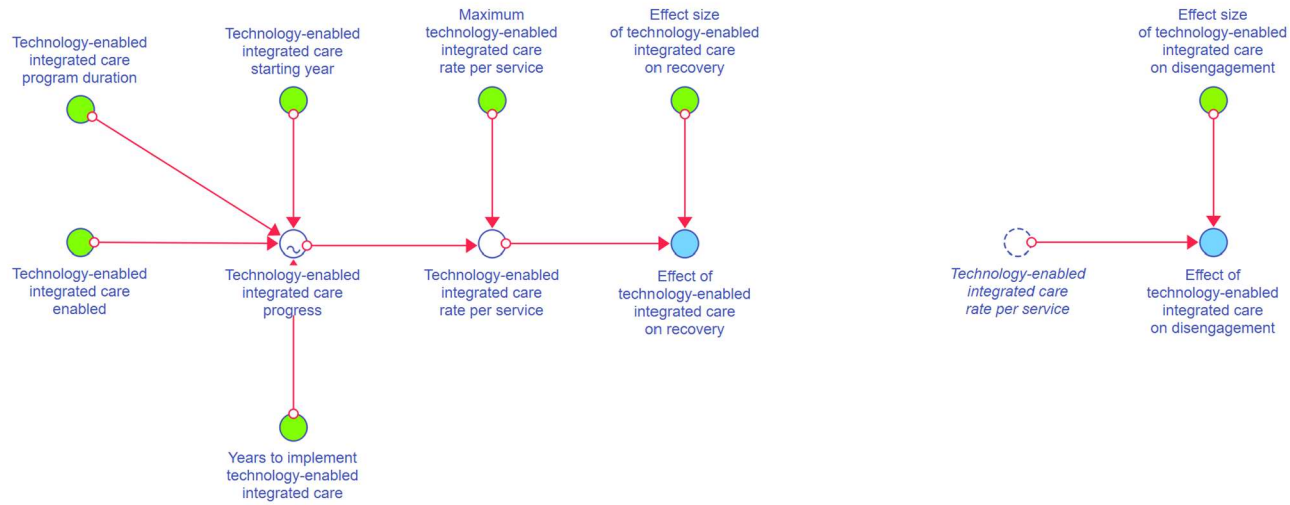 Technology-enabled
integrated care
program duration
Technology-enabled
integrated care
starting year
Maximum
technology-enabled
integrated care
rate per service
Effect size
of technology-enabled
integrated care
on recovery
Effect size
of technology-enabled
integrated care
on disengagement
Technology-enabled
integrated care
enabled
Technology-enabled
integrated care
progress
Technology-enabled
integrated care
rate per service
Effect of
technology-enabled
integrated care
on recovery
Technology-enabled
integrated care
rate per service
Effect of
technology-enabled
integrated care
on disengagement
Years to implement
technology-enabled
integrated care